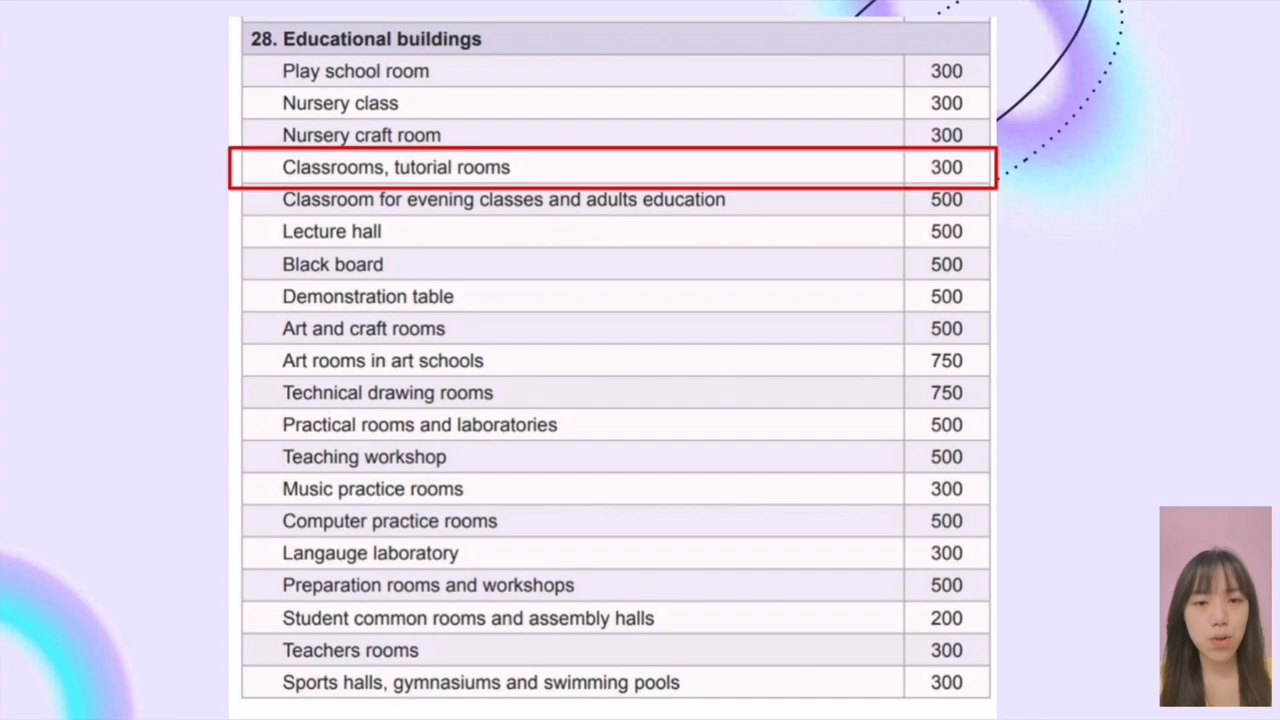 28. Educational buildings
Play school room 300
Nursery class 300
Nursery craft room 300
Classrooms, tutorial rooms 300
Classroom for evening classes and adults education 500
Lecture hall 500
Black board 500
Demonstration table 500
Art and craft rooms 500
Art rooms in art schools 750
Technical drawing rooms 750
Practical rooms and laboratories 500
Teaching workshop 500
Music practice rooms 300
Computer practice rooms 500
Langauge laboratory 300
Preparation rooms and workshops 500
Student common rooms and assembly halls 200
Teachers rooms 300
Sports halls, gymnasiums and swimming pools 300